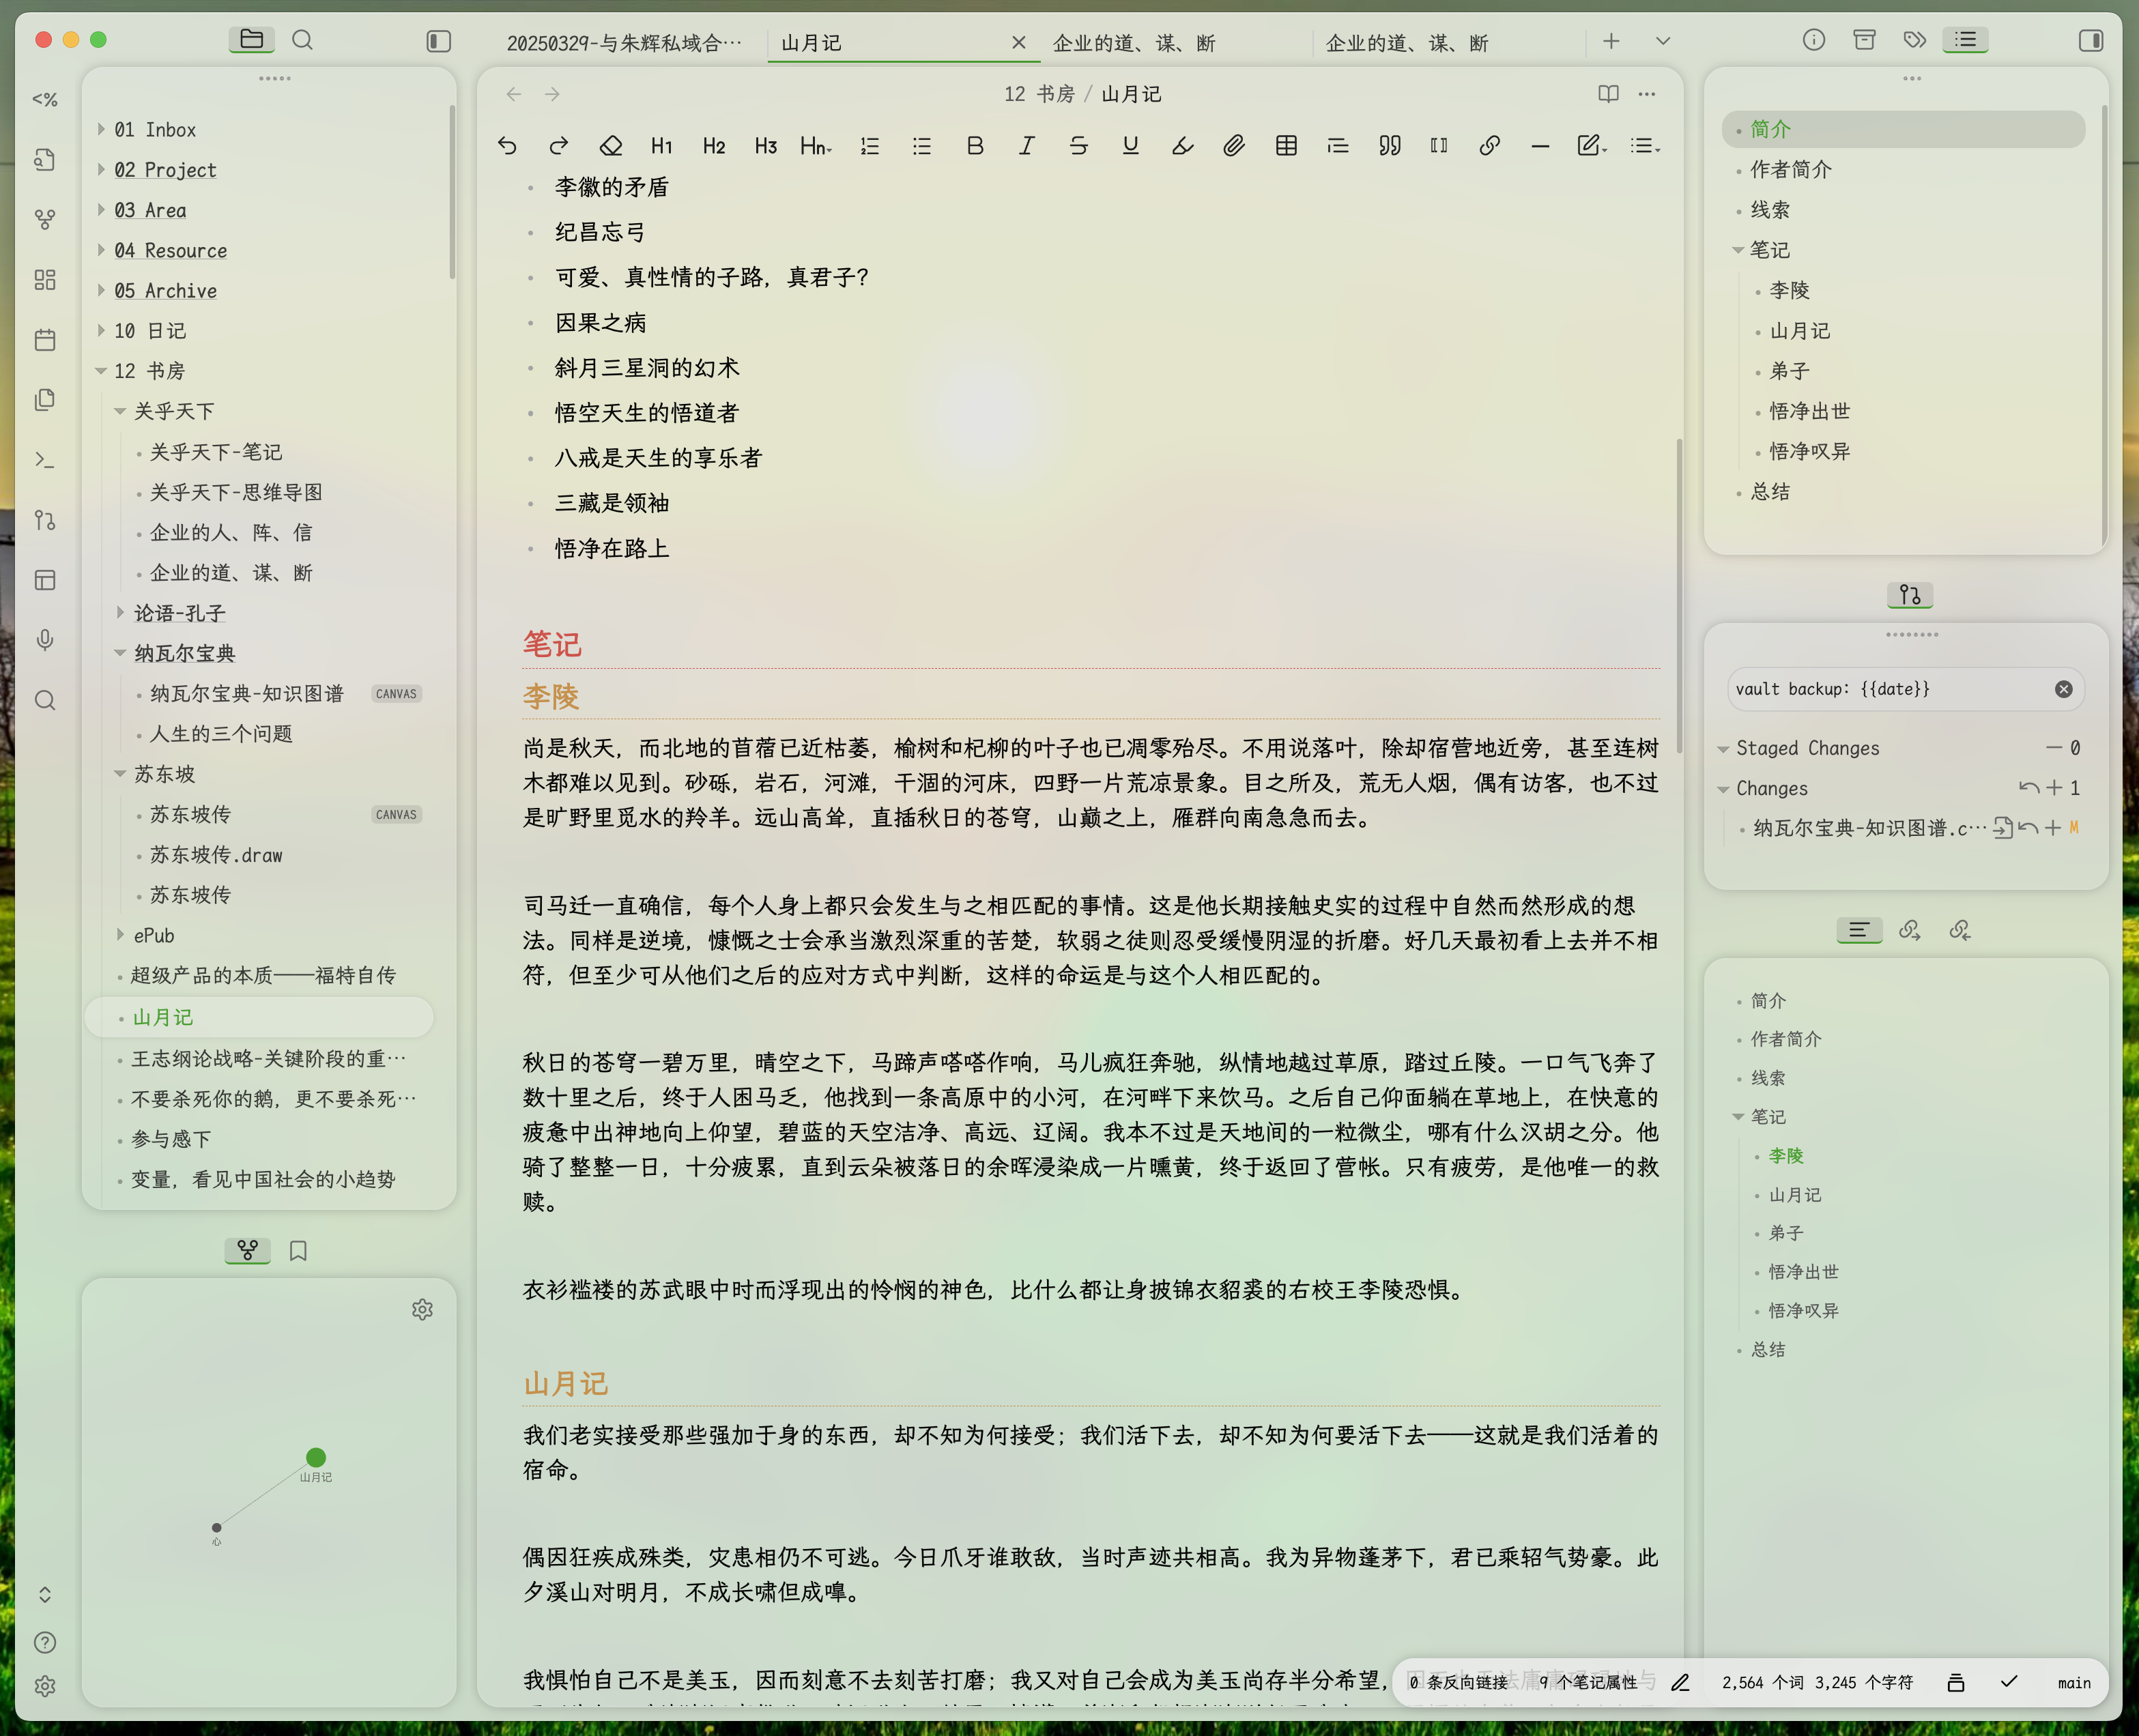 20250329-与朱辉私域合…
山月记
企业的道、谋、断
企业的道、谋、断
<%
01 Inbox
02 Project
03 Area
04 Resource
05 Archive
10 日记
12 书房
关乎天下
关乎天下-笔记
关乎天下-思维导图
企业的人、阵、信
企业的道、谋、断
论语-孔子
纳瓦尔宝典
纳瓦尔宝典-知识图谱 CANVAS
人生的三个问题
苏东坡
苏东坡传 CANVAS
苏东坡传.draw
苏东坡传
ePub
超级产品的本质——福特自传
山月记
王志纲论战略-关键阶段的重…
不要杀死你的鹅，更不要杀死…
参与感下
变量，看见中国社会的小趋势
山月记
心
12 书房 / 山月记
H1 H2 H3 Hn B I S U
李徽的矛盾
纪昌忘弓
可爱、真性情的子路，真君子？
因果之病
斜月三星洞的幻术
悟空天生的悟道者
八戒是天生的享乐者
三藏是领袖
悟净在路上
笔记
李陵
尚是秋天，而北地的苜蓿已近枯萎，榆树和杞柳的叶子也已凋零殆尽。不用说落叶，除却宿营地近旁，甚至连树
木都难以见到。砂砾，岩石，河滩，干涸的河床，四野一片荒凉景象。目之所及，荒无人烟，偶有访客，也不过
是旷野里觅水的羚羊。远山高耸，直插秋日的苍穹，山巅之上，雁群向南急急而去。
司马迁一直确信，每个人身上都只会发生与之相匹配的事情。这是他长期接触史实的过程中自然而然形成的想
法。同样是逆境，慷慨之士会承当激烈深重的苦楚，软弱之徒则忍受缓慢阴湿的折磨。好几天最初看上去并不相
符，但至少可从他们之后的应对方式中判断，这样的命运是与这个人相匹配的。
秋日的苍穹一碧万里，晴空之下，马蹄声嗒嗒作响，马儿疯狂奔驰，纵情地越过草原，踏过丘陵。一口气飞奔了
数十里之后，终于人困马乏，他找到一条高原中的小河，在河畔下来饮马。之后自己仰面躺在草地上，在快意的
疲惫中出神地向上仰望，碧蓝的天空洁净、高远、辽阔。我本不过是天地间的一粒微尘，哪有什么汉胡之分。他
骑了整整一日，十分疲累，直到云朵被落日的余晖浸染成一片曛黄，终于返回了营帐。只有疲劳，是他唯一的救
赎。
衣衫褴褛的苏武眼中时而浮现出的怜悯的神色，比什么都让身披锦衣貂裘的右校王李陵恐惧。
山月记
我们老实接受那些强加于身的东西，却不知为何接受；我们活下去，却不知为何要活下去——这就是我们活着的
宿命。
偶因狂疾成殊类，灾患相仍不可逃。今日爪牙谁敢敌，当时声迹共相高。我为异物蓬茅下，君已乘轺气势豪。此
夕溪山对明月，不成长啸但成嗥。
我惧怕自己不是美玉，因而刻意不去刻苦打磨；我又对自己会成为美玉尚存半分希望，
简介
作者简介
线索
笔记
李陵
山月记
弟子
悟净出世
悟净叹异
总结
vault backup: {{date}}
Staged Changes 0
Changes 1
纳瓦尔宝典-知识图谱.c… M
简介
作者简介
线索
笔记
李陵
山月记
弟子
悟净出世
悟净叹异
总结
0 条反向链接 9 个笔记属性 2,564 个词 3,245 个字符 main